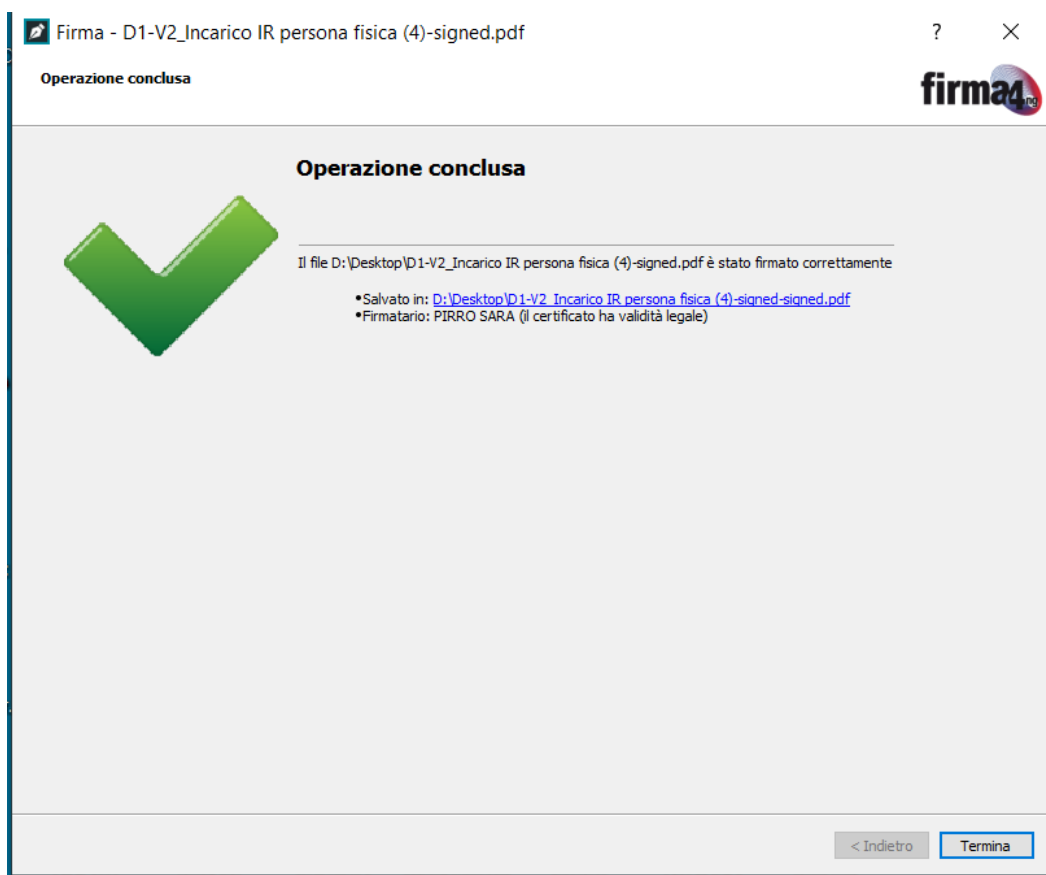 Firma - D1-V2_Incarico IR persona fisica (4)-signed.pdf
?
Operazione conclusa
firma4ng
Operazione conclusa
Il file D:\Desktop\D1-V2_Incarico IR persona fisica (4)-signed.pdf è stato firmato correttamente
•Salvato in: D:\Desktop\D1-V2_Incarico IR persona fisica (4)-signed-signed.pdf
•Firmatario: PIRRO SARA (il certificato ha validità legale)
< Indietro
Termina